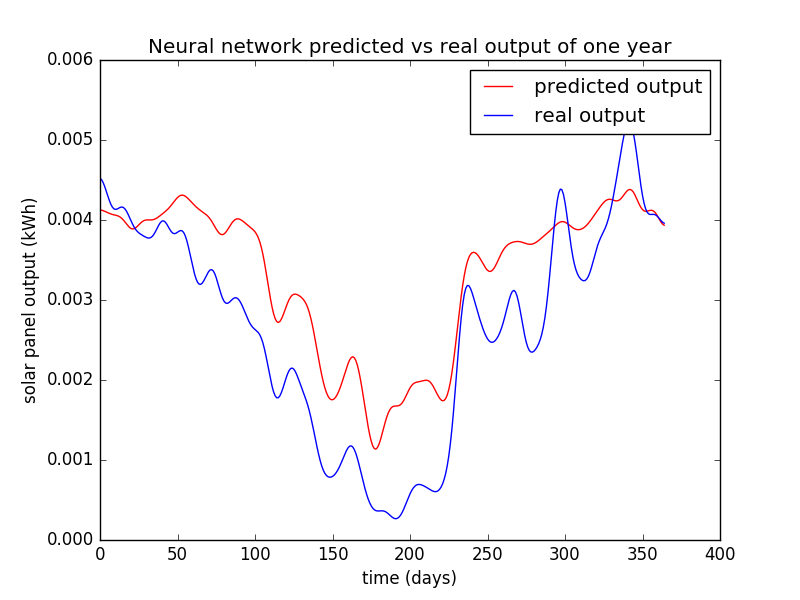 Neural network predicted vs real output of one year
predicted output
real output
solar panel output (kWh)
0.006
0.005
0.004
0.003
0.002
0.001
0.000
0 50 100 150 200 250 300 350 400
time (days)